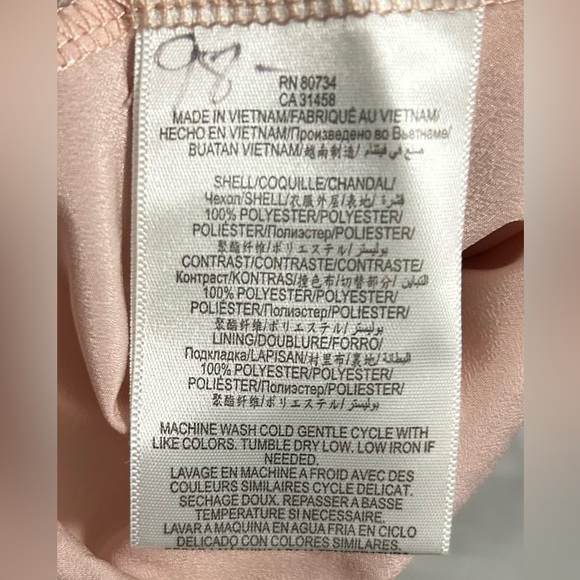 98-
RN 80734
CA 31458
MADE IN VIETNAM/FABRIQUÉ AU VIETNAM/
HECHO EN VIETNAM/Произведено во Вьетнаме/
BUATAN VIETNAM/越南制造/ صنع في فيتنام
SHELL/COQUILLE/CHANDAL/
Чехол/SHELL/衣服外层/表地/ قشرة
100% POLYESTER/POLYESTER/
POLIÉSTER/Полиэстер/POLYESTER/
聚酯纤维/ポリエステル/ بوليستر
CONTRAST/CONTRASTE/CONTRASTE/
Контраст/KONTRAS/撞色布/切替部分/ التباين
100% POLYESTER/POLYESTER/
POLIÉSTER/Полиэстер/POLYESTER/
聚酯纤维/ポリエステル/ بوليستر
LINING/DOUBLURE/FORRO/
Подкладка/LAPISAN/衬里布/裏地/ البطانة
100% POLYESTER/POLYESTER/
POLIÉSTER/Полиэстер/POLYESTER/
聚酯纤维/ポリエステル/ بوليستر
MACHINE WASH COLD GENTLE CYCLE WITH
LIKE COLORS. TUMBLE DRY LOW. LOW IRON IF
NEEDED.
LAVAGE EN MACHINE A FROID AVEC DES
COULEURS SIMILAIRES CYCLE DELICAT.
SECHAGE DOUX. REPASSER A BASSE
TEMPERATURE SI NECESSAIRE.
LAVAR A MAQUINA EN AGUA FRIA EN CICLO
DELICADO CON COLORES SIMILARES.